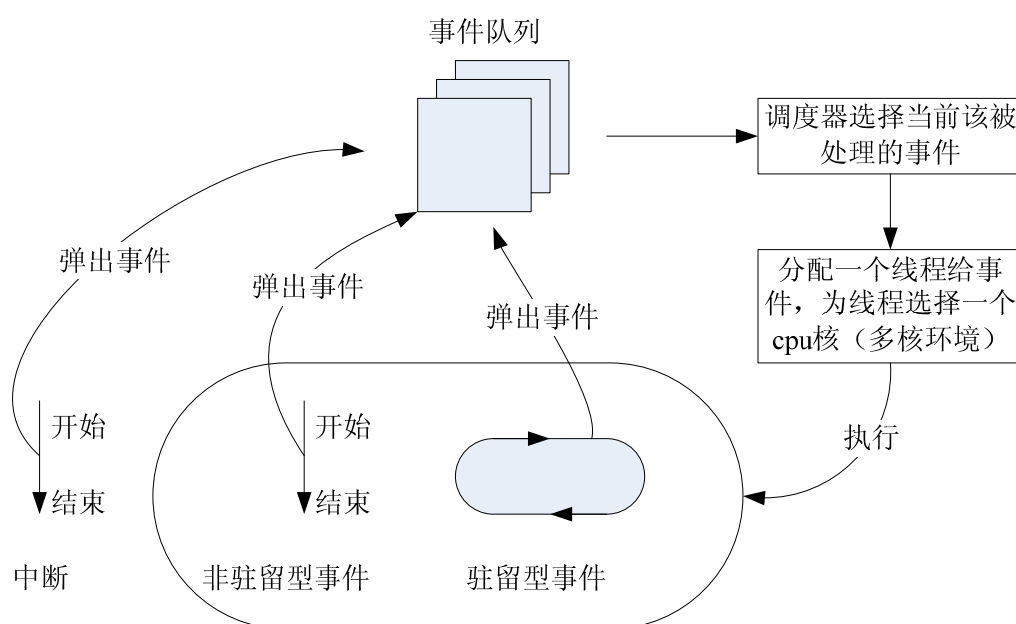 事件队列
调度器选择当前该被
处理的事件
弹出事件
弹出事件
弹出事件
分配一个线程给事
件，为线程选择一个
cpu核（多核环境）
开始
开始
执行
结束
结束
中断
非驻留型事件
驻留型事件